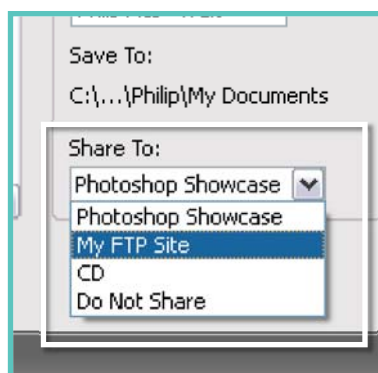 Save To:
C:\...\Philip\My Documents
Share To:
Photoshop Showcase
Photoshop Showcase
My FTP Site
CD
Do Not Share